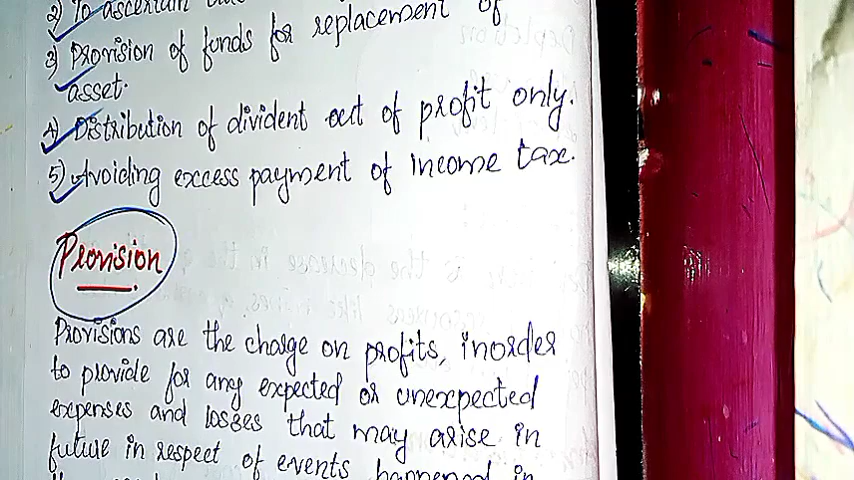 2) To ascertain
3) Provision of funds for replacement of
asset.
4) Distribution of divident out of profit only.
5) Avoiding excess payment of income tax.
Provision
Provisions are the charge on profits, inorder
to provide for any expected or unexpected
expenses and losses that may arise in
future in respect of events happened in